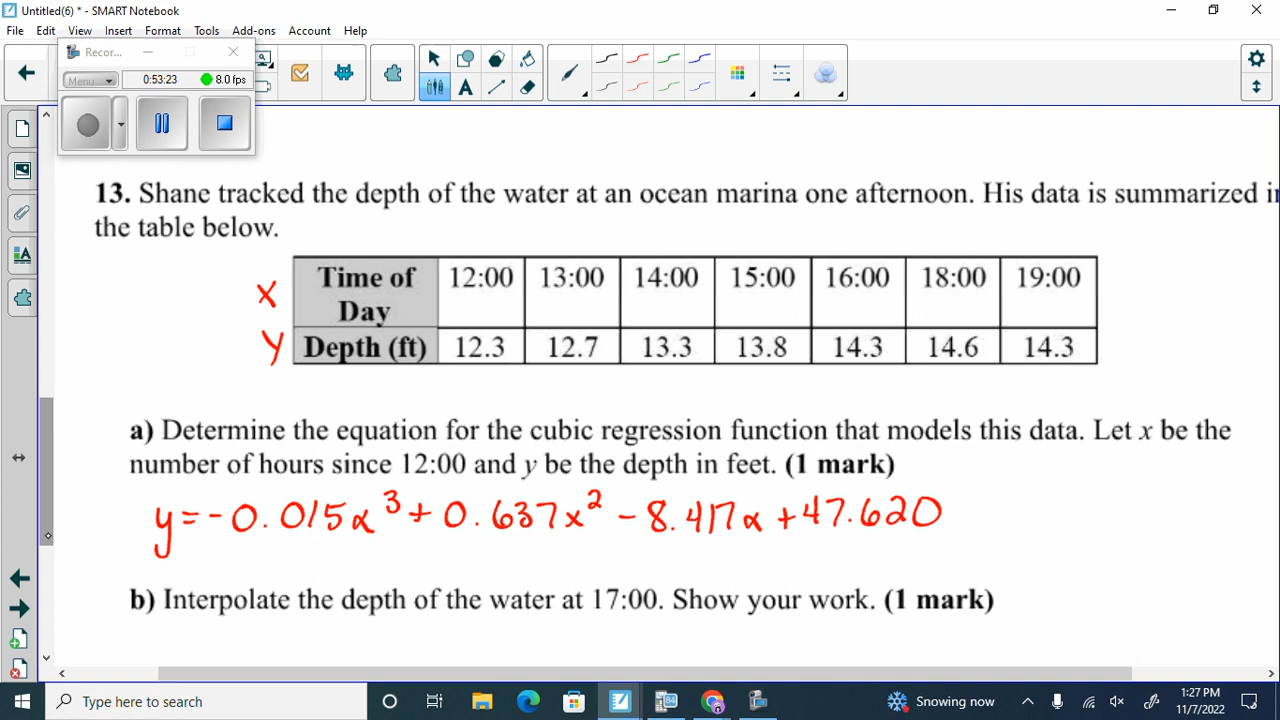 Untitled(6) * - SMART Notebook
File Edit View Insert Format Tools Add-ons Account Help
Recor...
Menu 0:53:23 8.0 fps
13. Shane tracked the depth of the water at an ocean marina one afternoon. His data is summarized in
the table below.
x Time of Day 12:00 13:00 14:00 15:00 16:00 18:00 19:00
y Depth (ft) 12.3 12.7 13.3 13.8 14.3 14.6 14.3
a) Determine the equation for the cubic regression function that models this data. Let x be the
number of hours since 12:00 and y be the depth in feet. (1 mark)
y = -0.015x³ + 0.637x² - 8.417x + 47.620
b) Interpolate the depth of the water at 17:00. Show your work. (1 mark)
Type here to search
Snowing now
1:27 PM
11/7/2022